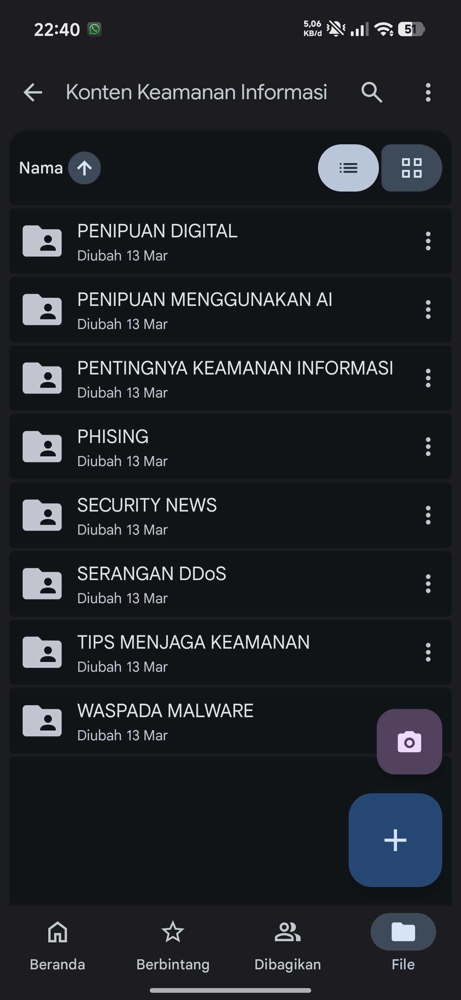 22:40
5,06
KB/d
51
Konten Keamanan Informasi
Nama
PENIPUAN DIGITAL
Diubah 13 Mar
PENIPUAN MENGGUNAKAN AI
Diubah 13 Mar
PENTINGNYA KEAMANAN INFORMASI
Diubah 13 Mar
PHISING
Diubah 13 Mar
SECURITY NEWS
Diubah 13 Mar
SERANGAN DDoS
Diubah 13 Mar
TIPS MENJAGA KEAMANAN
Diubah 13 Mar
WASPADA MALWARE
Diubah 13 Mar
Beranda
Berbintang
Dibagikan
File